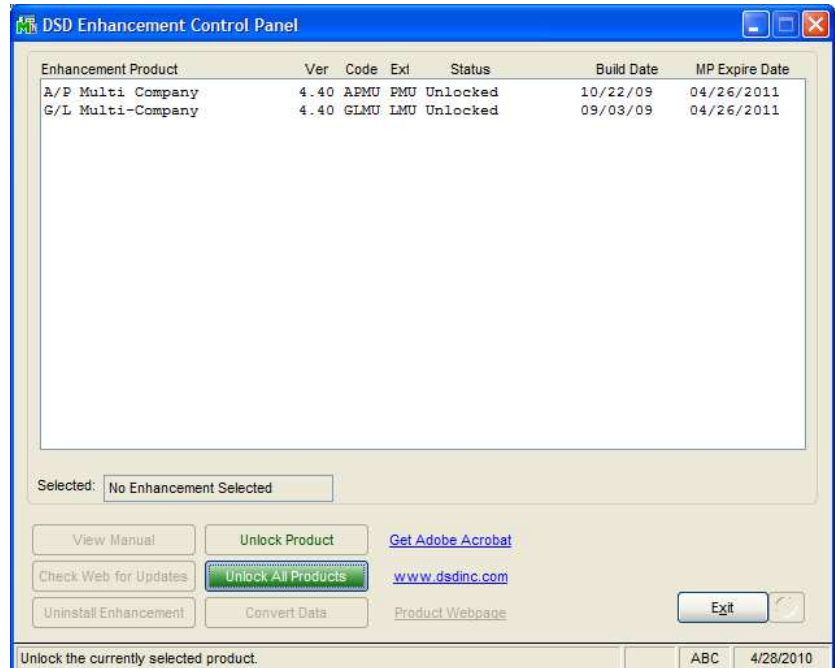 DSD Enhancement Control Panel
Enhancement Product Ver Code Ext Status Build Date MP Expire Date
A/P Multi Company 4.40 APMU PMU Unlocked 10/22/09 04/26/2011
G/L Multi-Company 4.40 GLMU LMU Unlocked 09/03/09 04/26/2011
Selected: No Enhancement Selected
View Manual Unlock Product Get Adobe Acrobat
Check Web for Updates Unlock All Products www.dsdinc.com
Uninstall Enhancement Convert Data Product Webpage Exit
Unlock the currently selected product. ABC 4/28/2010